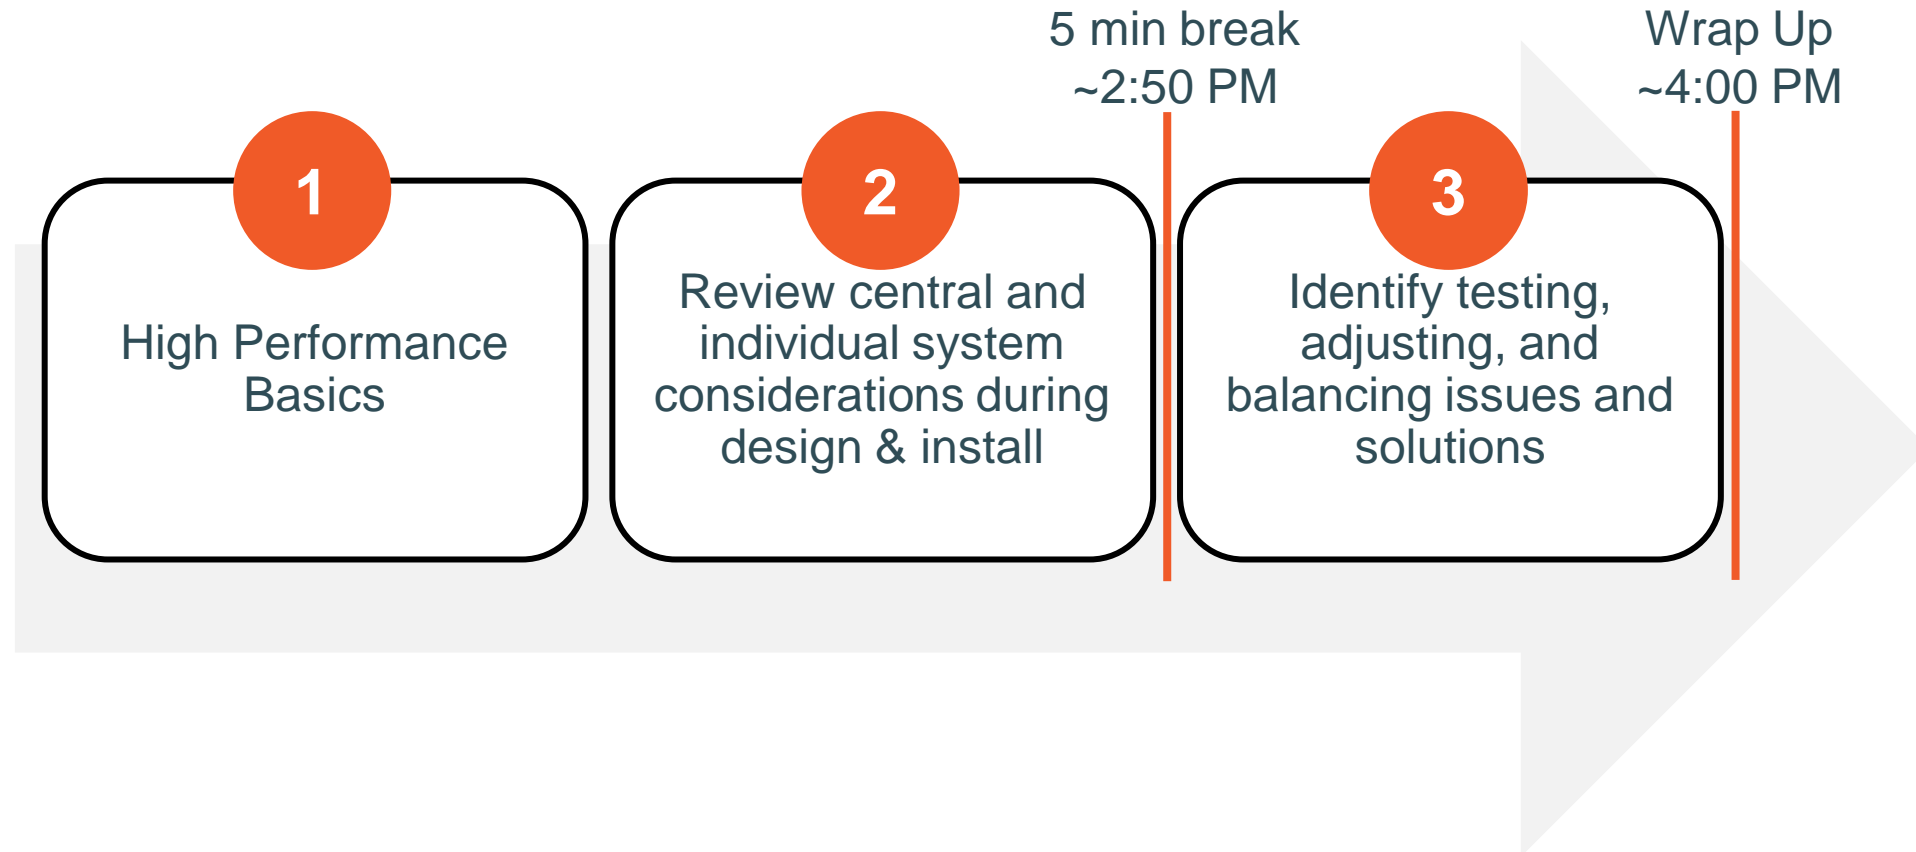 5 min break
~2:50 PM
Wrap Up
~4:00 PM
1
High Performance
Basics
2
Review central and
individual system
considerations during
design & install
3
Identify testing,
adjusting, and
balancing issues and
solutions